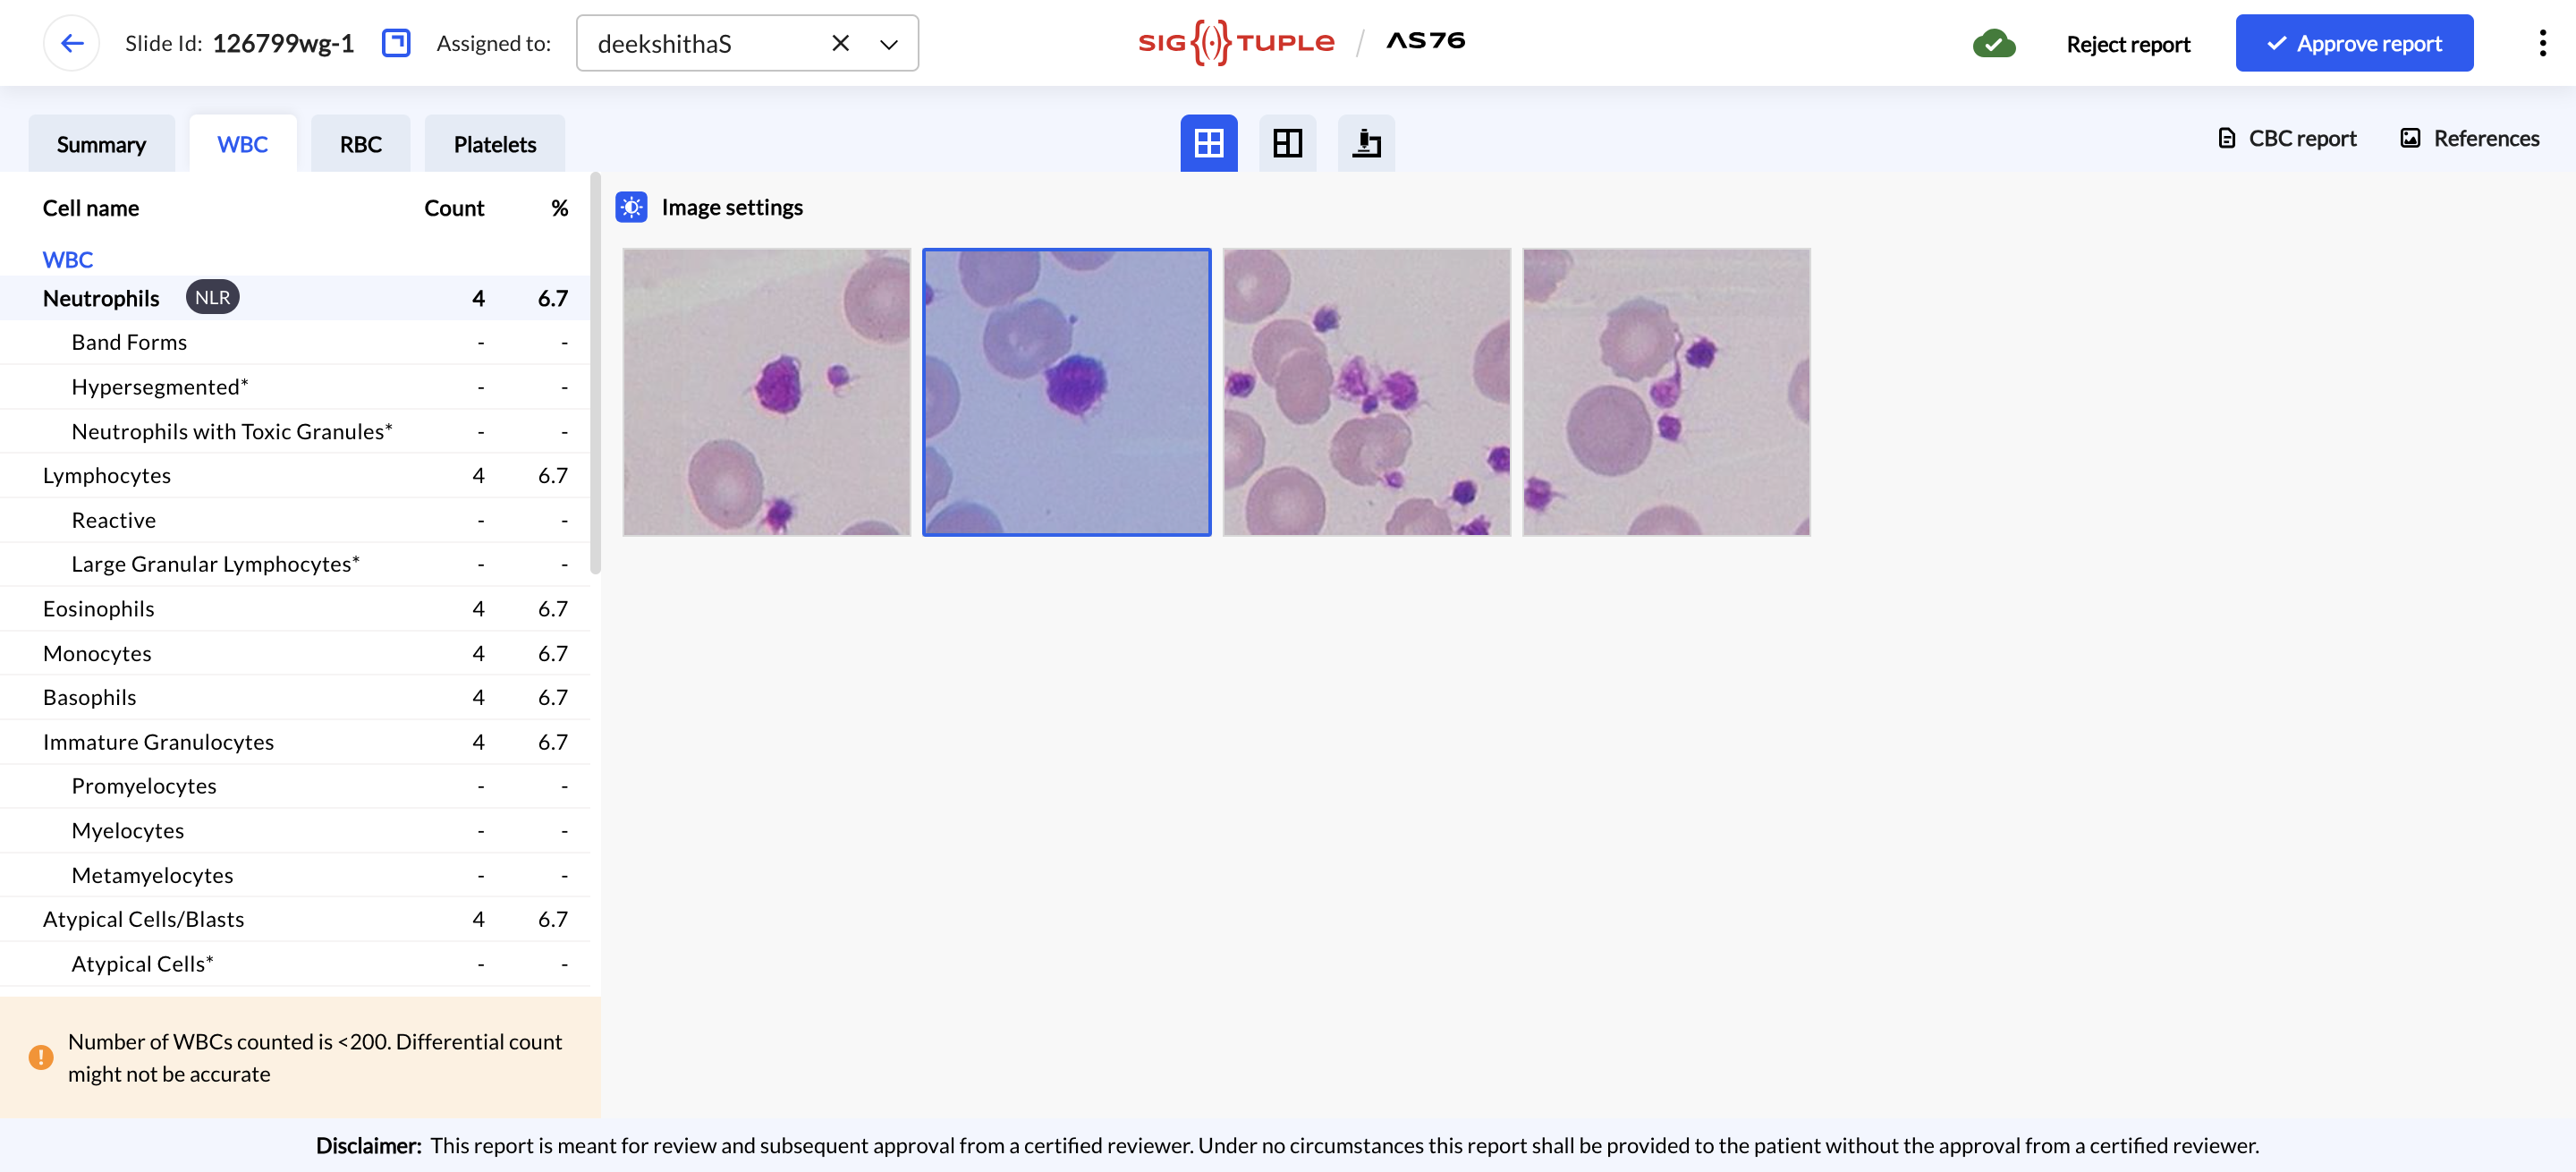 Slide Id: 126799wg-1 Assigned to: deekshithaS SIG{(·)}TUPLE / AS76 Reject report Approve report
Summary WBC RBC Platelets CBC report References
Cell name Count % Image settings
WBC
Neutrophils NLR 4 6.7
Band Forms - -
Hypersegmented* - -
Neutrophils with Toxic Granules* - -
Lymphocytes 4 6.7
Reactive - -
Large Granular Lymphocytes* - -
Eosinophils 4 6.7
Monocytes 4 6.7
Basophils 4 6.7
Immature Granulocytes 4 6.7
Promyelocytes - -
Myelocytes - -
Metamyelocytes - -
Atypical Cells/Blasts 4 6.7
Atypical Cells* - -
Number of WBCs counted is <200. Differential count
might not be accurate
Disclaimer: This report is meant for review and subsequent approval from a certified reviewer. Under no circumstances this report shall be provided to the patient without the approval from a certified reviewer.